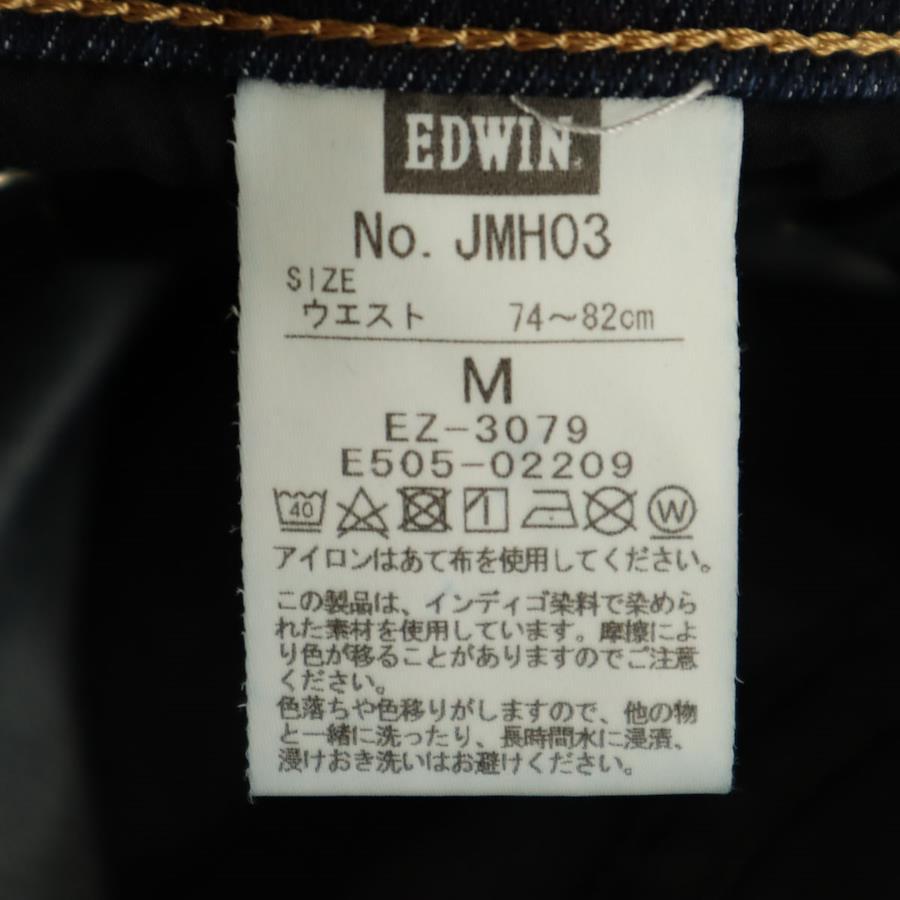 EDWIN
No. JMH03
SIZE
ウエスト 74～82cm
M
EZ-3079
E505-02209
40 W
アイロンはあて布を使用してください。
この製品は、インディゴ染料で染めら
れた素材を使用しています。摩擦によ
り色が移ることがありますのでご注意
ください。
色落ちや色移りがしますので、他の物
と一緒に洗ったり、長時間水に浸漬、
浸けおき洗いはお避けください。